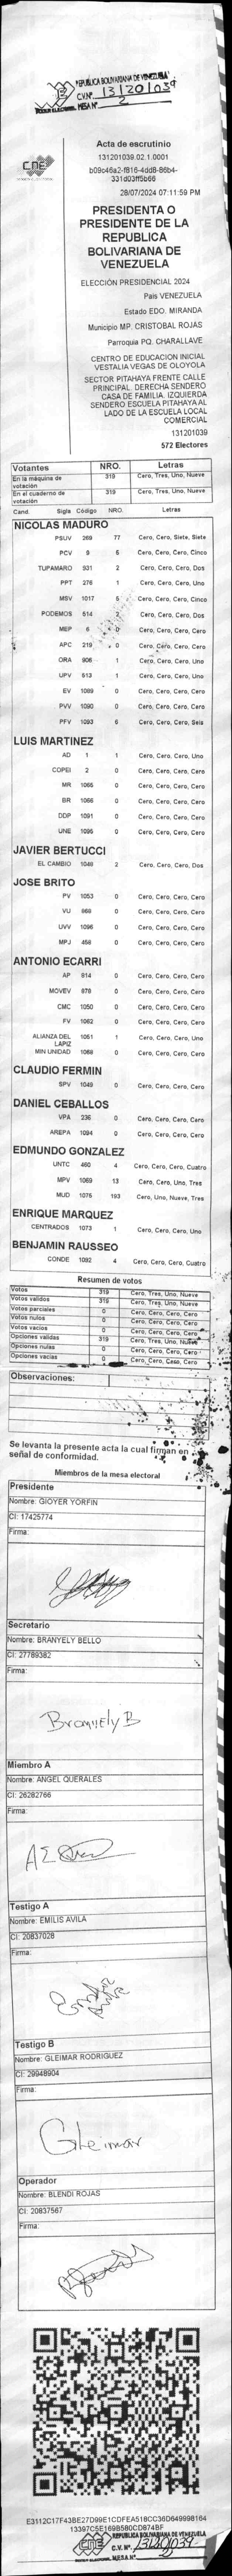 REPÚBLICA BOLIVARIANA DE VENEZUELA
C.V.Nº 131201039
PODER ELECTORAL MESA Nº 2
CNE
Acta de escrutinio
131201039.02.1.0001
b09c46a2-f816-4dd8-86b4-
331d03ff5b66
28/07/2024 07:11:59 PM
PRESIDENTA O
PRESIDENTE DE LA
REPUBLICA
BOLIVARIANA DE
VENEZUELA
ELECCIÓN PRESIDENCIAL 2024
País VENEZUELA
Estado EDO. MIRANDA
Municipio MP. CRISTOBAL ROJAS
Parroquia PQ. CHARALLAVE
CENTRO DE EDUCACION INICIAL
VESTALIA VEGAS DE OLOYOLA
SECTOR PITAHAYA FRENTE CALLE
PRINCIPAL. DERECHA SENDERO
CASA DE FAMILIA. IZQUIERDA
SENDERO ESCUELA PITAHAYA AL
LADO DE LA ESCUELA LOCAL
COMERCIAL
131201039
572 Electores
Votantes NRO. Letras
En la máquina de votación 319 Cero, Tres, Uno, Nueve
En el cuaderno de votación 319 Cero, Tres, Uno, Nueve
Cand. Sigla Código NRO. Letras
NICOLAS MADURO
PSUV 269 77 Cero, Cero, Siete, Siete
PCV 9 5 Cero, Cero, Cero, Cinco
TUPAMARO 931 2 Cero, Cero, Cero, Dos
PPT 276 1 Cero, Cero, Cero, Uno
MSV 1017 5 Cero, Cero, Cero, Cinco
PODEMOS 514 2 Cero, Cero, Cero, Dos
MEP 6 0 Cero, Cero, Cero, Cero
APC 219 0 Cero, Cero, Cero, Cero
ORA 906 1 Cero, Cero, Cero, Uno
UPV 513 1 Cero, Cero, Cero, Uno
EV 1089 0 Cero, Cero, Cero, Cero
PVV 1090 0 Cero, Cero, Cero, Cero
PFV 1093 6 Cero, Cero, Cero, Seis
LUIS MARTINEZ
AD 1 1 Cero, Cero, Cero, Uno
COPEI 2 0 Cero, Cero, Cero, Cero
MR 1065 0 Cero, Cero, Cero, Cero
BR 1066 0 Cero, Cero, Cero, Cero
DDP 1091 0 Cero, Cero, Cero, Cero
UNE 1095 0 Cero, Cero, Cero, Cero
JAVIER BERTUCCI
EL CAMBIO 1048 2 Cero, Cero, Cero, Dos
JOSE BRITO
PV 1053 0 Cero, Cero, Cero, Cero
VU 868 0 Cero, Cero, Cero, Cero
UVV 1096 0 Cero, Cero, Cero, Cero
MPJ 458 0 Cero, Cero, Cero, Cero
ANTONIO ECARRI
AP 814 0 Cero, Cero, Cero, Cero
MOVEV 878 0 Cero, Cero, Cero, Cero
CMC 1050 0 Cero, Cero, Cero, Cero
FV 1062 0 Cero, Cero, Cero, Cero
ALIANZA DEL LAPIZ 1051 1 Cero, Cero, Cero, Uno
MIN UNIDAD 1068 0 Cero, Cero, Cero, Cero
CLAUDIO FERMIN
SPV 1049 0 Cero, Cero, Cero, Cero
DANIEL CEBALLOS
VPA 236 0 Cero, Cero, Cero, Cero
AREPA 1094 0 Cero, Cero, Cero, Cero
EDMUNDO GONZALEZ
UNTC 460 4 Cero, Cero, Cero, Cuatro
MPV 1069 13 Cero, Cero, Uno, Tres
MUD 1075 193 Cero, Uno, Nueve, Tres
ENRIQUE MARQUEZ
CENTRADOS 1073 1 Cero, Cero, Cero, Uno
BENJAMIN RAUSSEO
CONDE 1092 4 Cero, Cero, Cero, Cuatro
Resumen de votos
Votos 319 Cero, Tres, Uno, Nueve
Votos validos 319 Cero, Tres, Uno, Nueve
Votos parciales 0 Cero, Cero, Cero, Cero
Votos nulos 0 Cero, Cero, Cero, Cero
Votos vacios 0 Cero, Cero, Cero, Cero
Opciones validas 319 Cero, Tres, Uno, Nueve
Opciones nulas 0 Cero, Cero, Cero, Cero
Opciones vacias 0 Cero, Cero, Cero, Cero
Observaciones:
Se levanta la presente acta la cual firman en
señal de conformidad.
Miembros de la mesa electoral
Presidente
Nombre: GIOYER YORFIN
CI: 17425774
Firma:
Secretario
Nombre: BRANYELY BELLO
CI: 27789382
Firma:
Branyely B
Miembro A
Nombre: ANGEL QUERALES
CI: 26282766
Firma:
Testigo A
Nombre: EMILIS AVILA
CI: 20837028
Firma:
Testigo B
Nombre: GLEIMAR RODRIGUEZ
CI: 29948904
Firma:
Gleimar
Operador
Nombre: BLENDI ROJAS
CI: 20837567
Firma:
E3112C17F43BE27D99E1CDFEA518CC36D649998164
13397C5E169B580CD874BF
CNE REPÚBLICA BOLIVARIANA DE VENEZUELA
C.V. Nº 131201039
PODER ELECTORAL MESA Nº